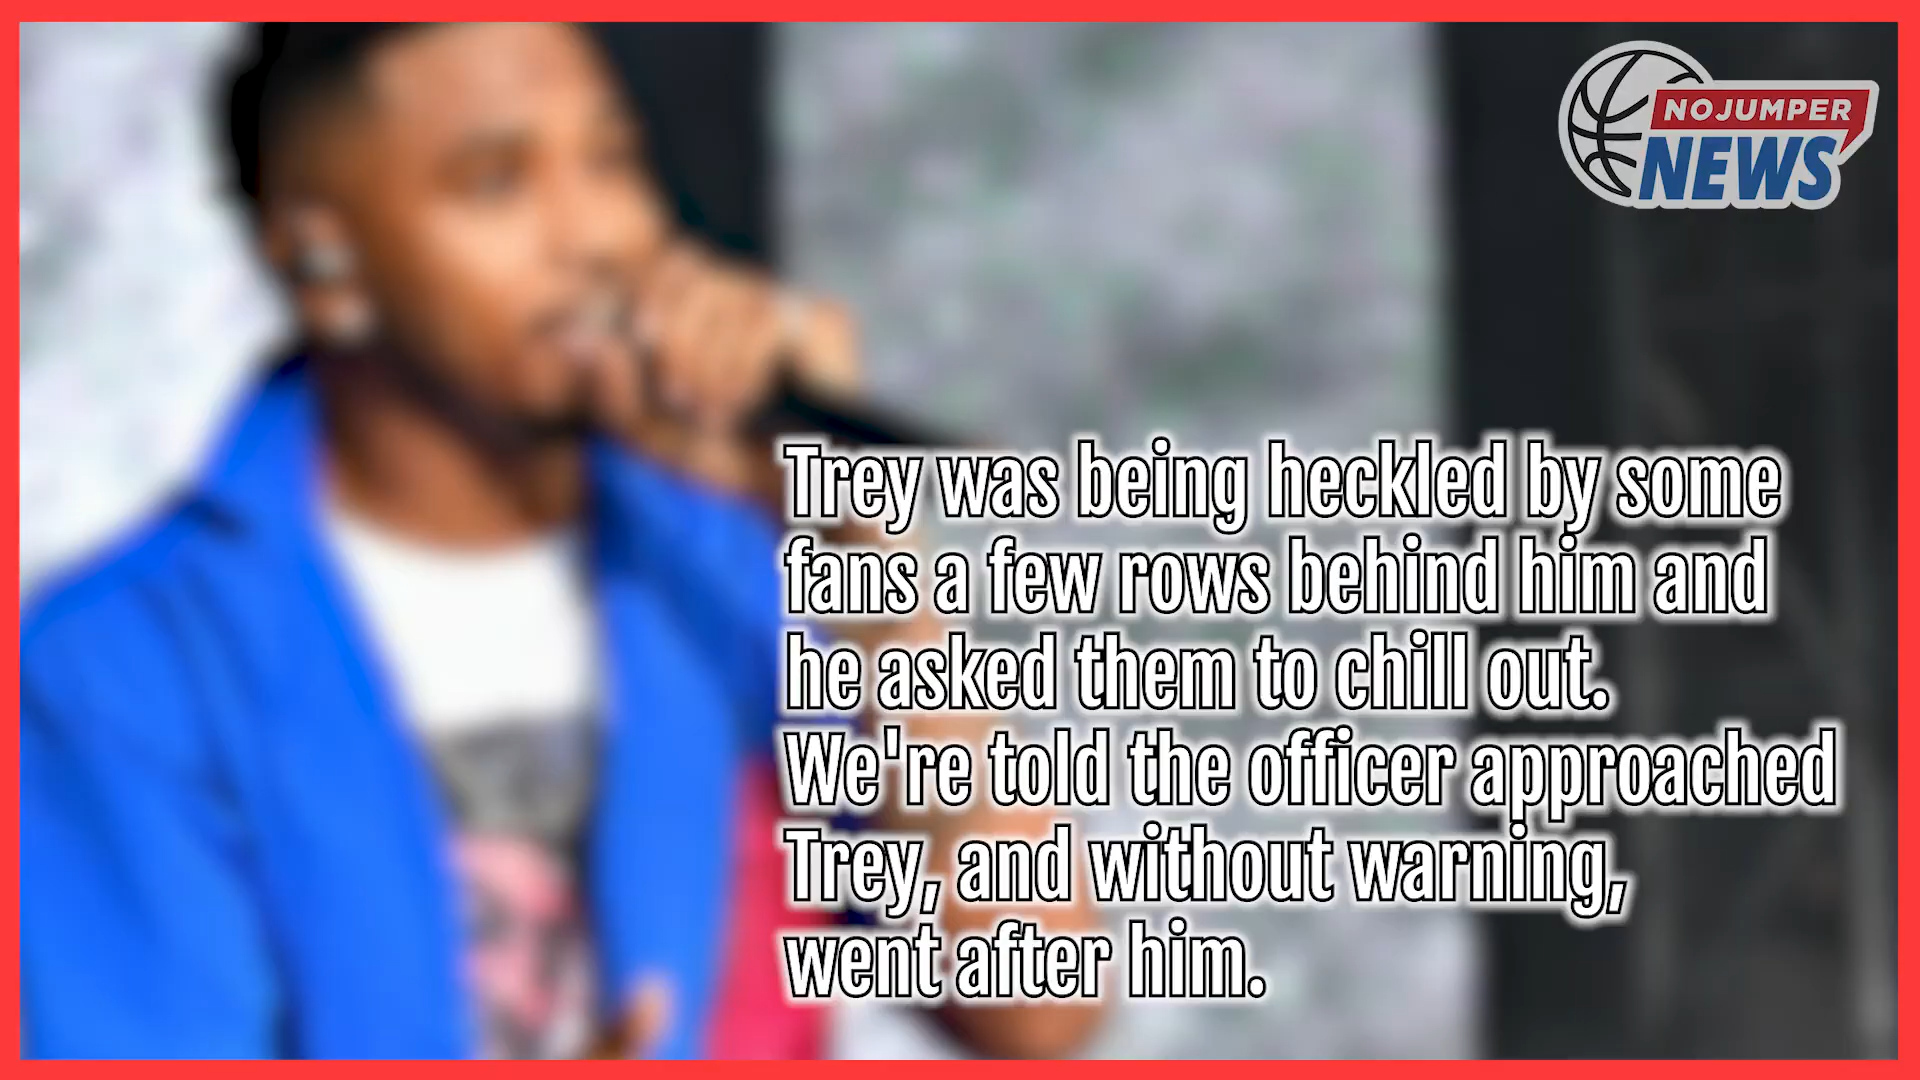 NOJUMPER
NEWS
Trey was being heckled by some
fans a few rows behind him and
he asked them to chill out.
We're told the officer approached
Trey, and without warning,
went after him.